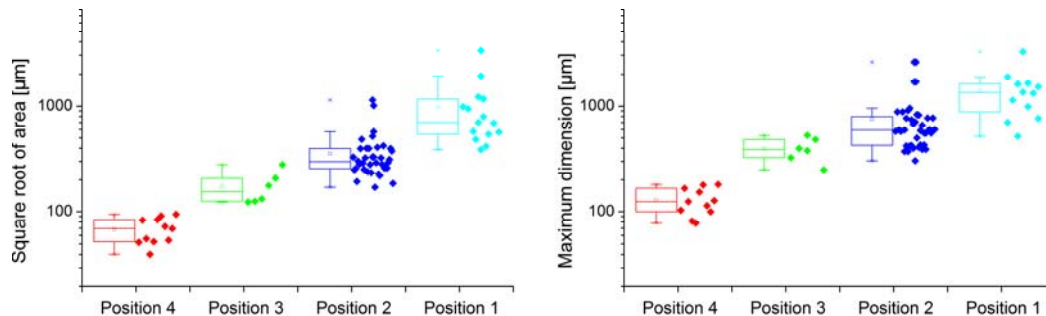 Square root of area [µm]
1000
100
Position 4 Position 3 Position 2 Position 1
Maximum dimension [µm]
1000
100
Position 4 Position 3 Position 2 Position 1